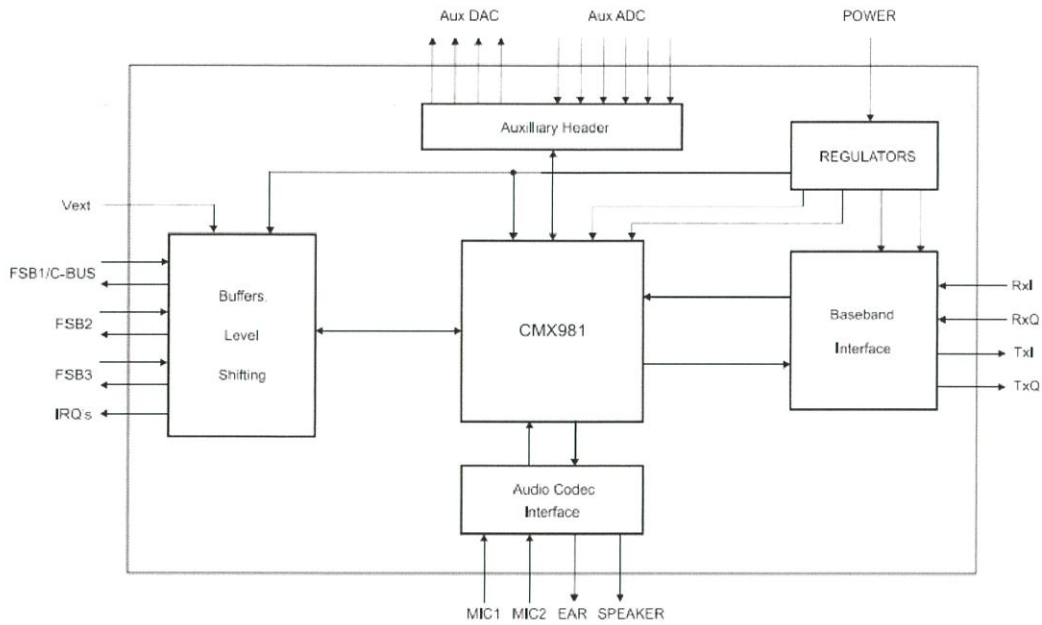 Aux DAC
Aux ADC
POWER
Auxilliary Header
REGULATORS
Vext
FSB1/C-BUS
FSB2
FSB3
IRQ's
Buffers.
Level
Shifting
CMX981
Baseband
Interface
RxI
RxQ
TxI
TxQ
Audio Codec
Interface
MIC1 MIC2 EAR SPEAKER